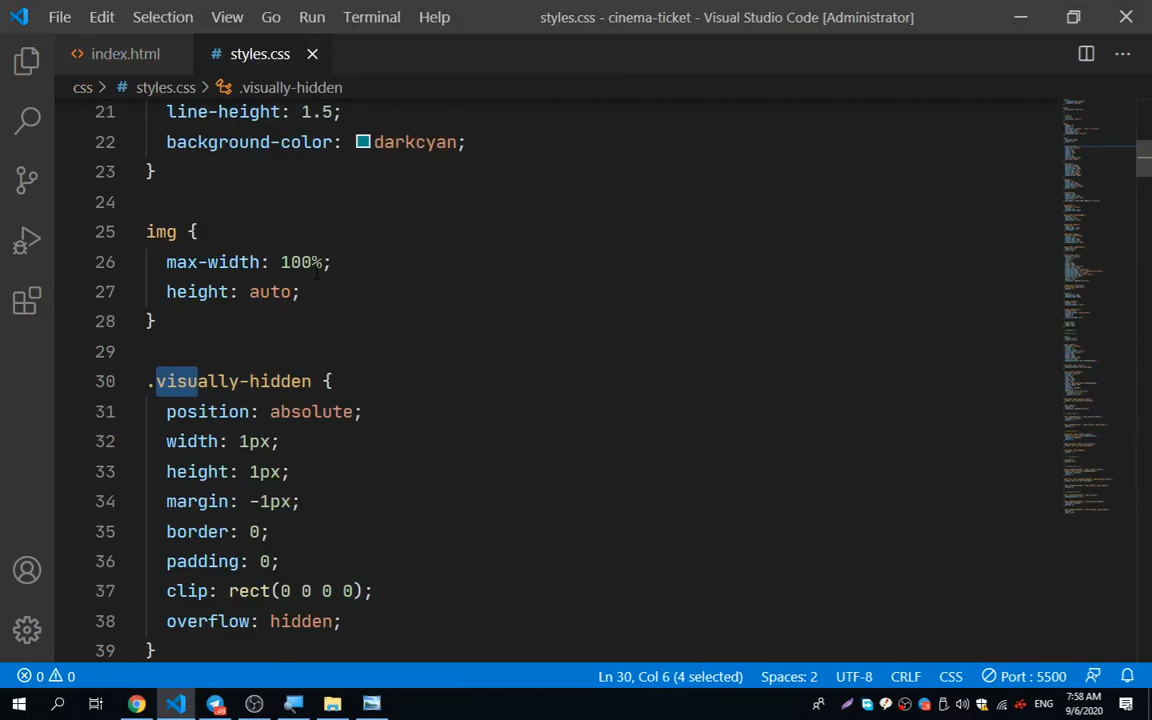 File Edit Selection View Go Run Terminal Help styles.css - cinema-ticket - Visual Studio Code [Administrator]
<> index.html # styles.css
css > # styles.css > .visually-hidden
21 line-height: 1.5;
22 background-color: darkcyan;
23 }
24
25 img {
26 max-width: 100%;
27 height: auto;
28 }
29
30 .visually-hidden {
31 position: absolute;
32 width: 1px;
33 height: 1px;
34 margin: -1px;
35 border: 0;
36 padding: 0;
37 clip: rect(0 0 0 0);
38 overflow: hidden;
39 }
0 0 Ln 30, Col 6 (4 selected) Spaces: 2 UTF-8 CRLF CSS Port : 5500
ENG 7:58 AM
9/6/2020